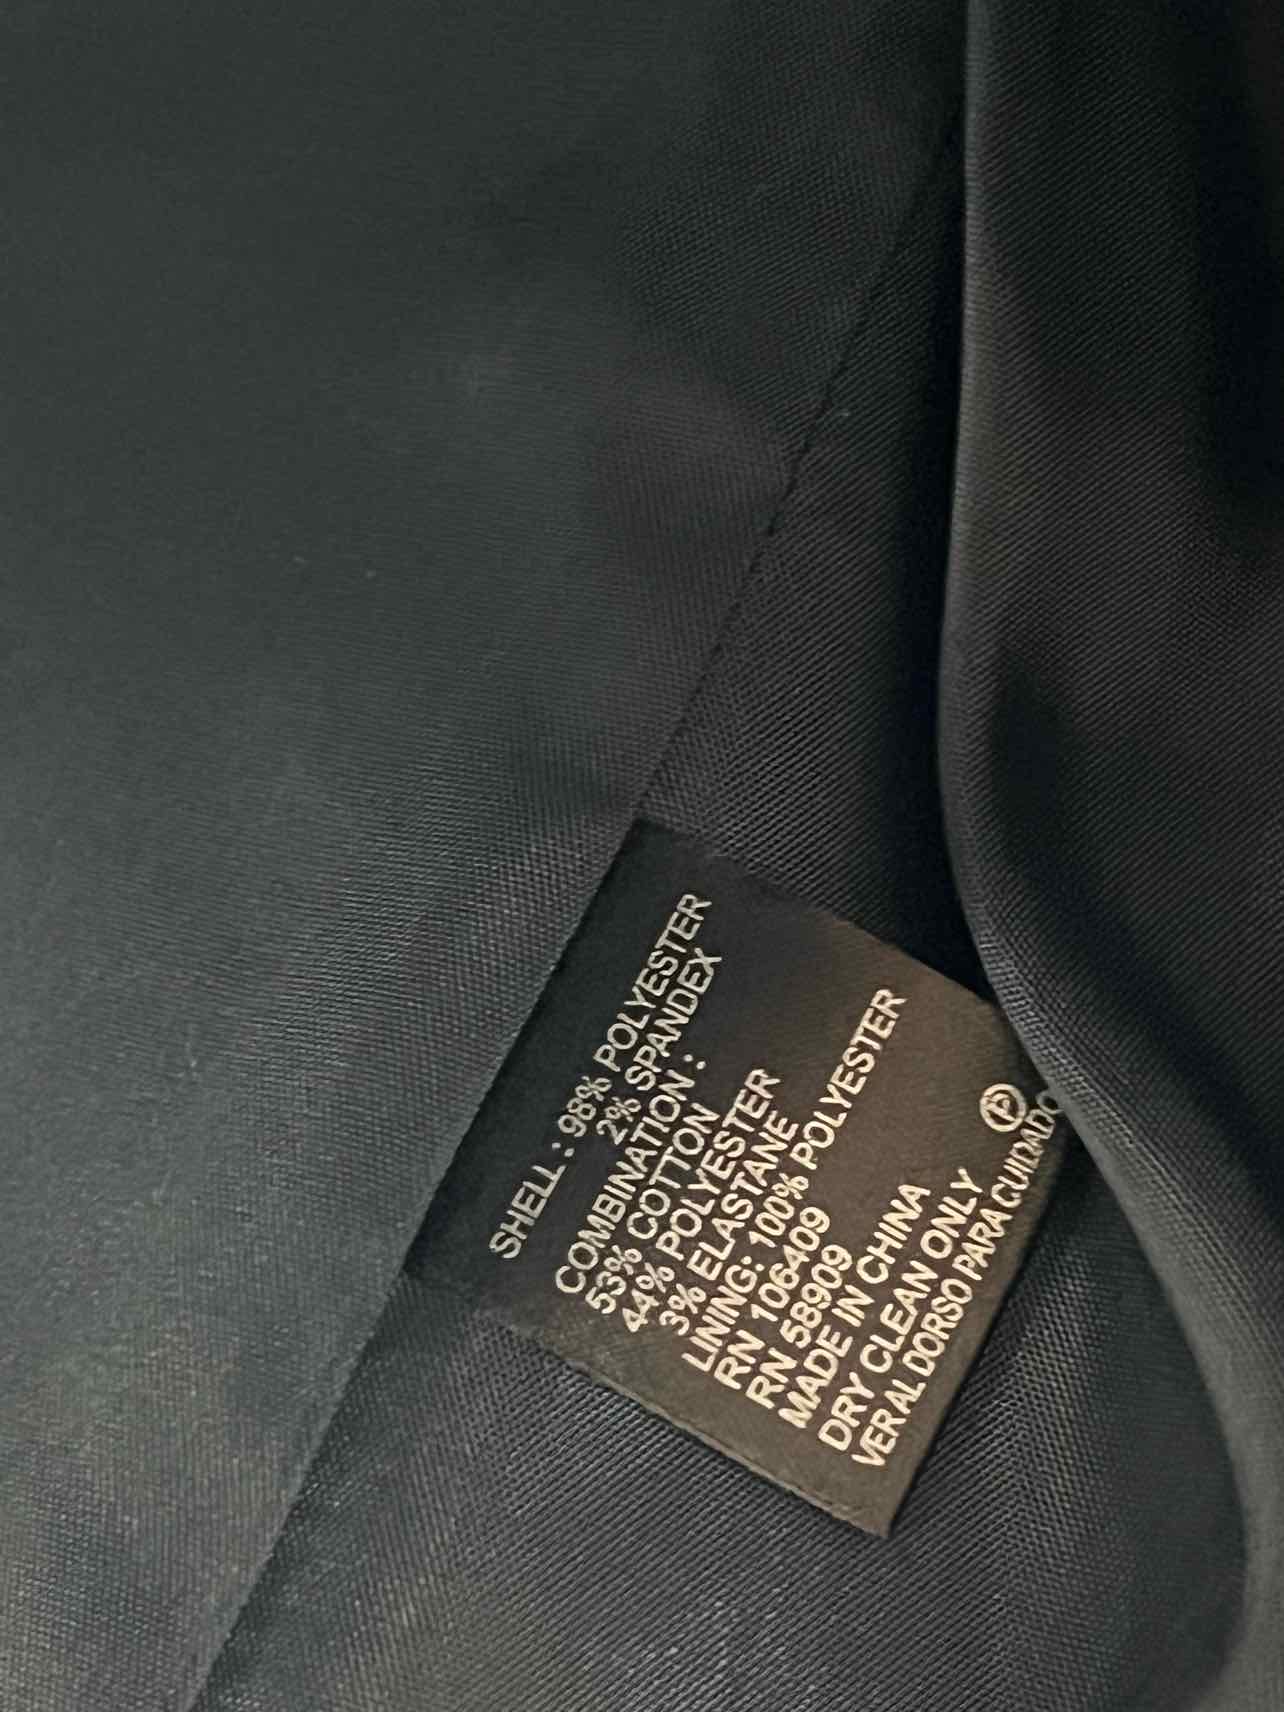 SHELL: 98% POLYESTER
2% SPANDEX
COMBINATION:
53% COTTON
44% POLYESTER
3% ELASTANE
LINING: 100% POLYESTER
RN 106409
RN 58909
MADE IN CHINA
DRY CLEAN ONLY Ⓟ
VER AL DORSO PARA CUIDADO